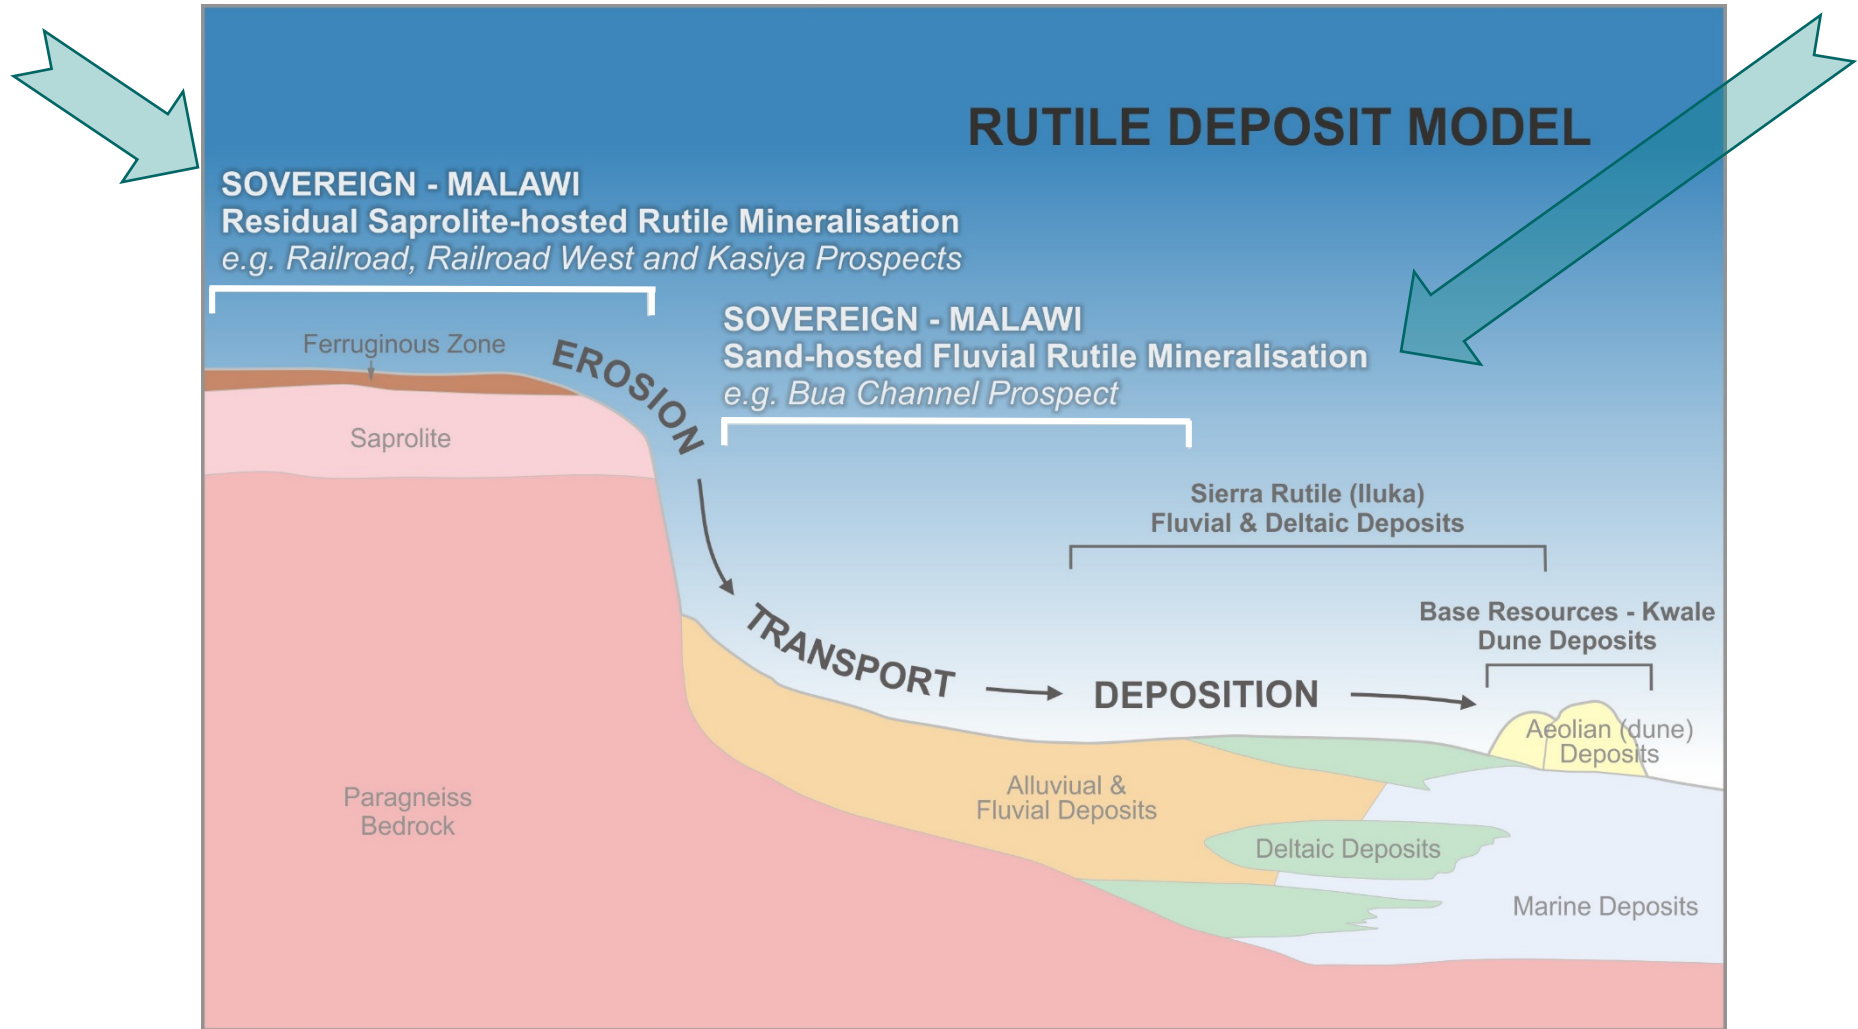 RUTILE DEPOSIT MODEL
SOVEREIGN - MALAWI
Residual Saprolite-hosted Rutile Mineralisation
e.g. Railroad, Railroad West and Kasiya Prospects
SOVEREIGN - MALAWI
Sand-hosted Fluvial Rutile Mineralisation
e.g. Bua Channel Prospect
Ferruginous Zone
EROSION
Saprolite
Sierra Rutile (Iluka)
Fluvial & Deltaic Deposits
Base Resources - Kwale
Dune Deposits
TRANSPORT
DEPOSITION
Aeolian (dune)
Deposits
Paragneiss
Bedrock
Alluviual &
Fluvial Deposits
Deltaic Deposits
Marine Deposits